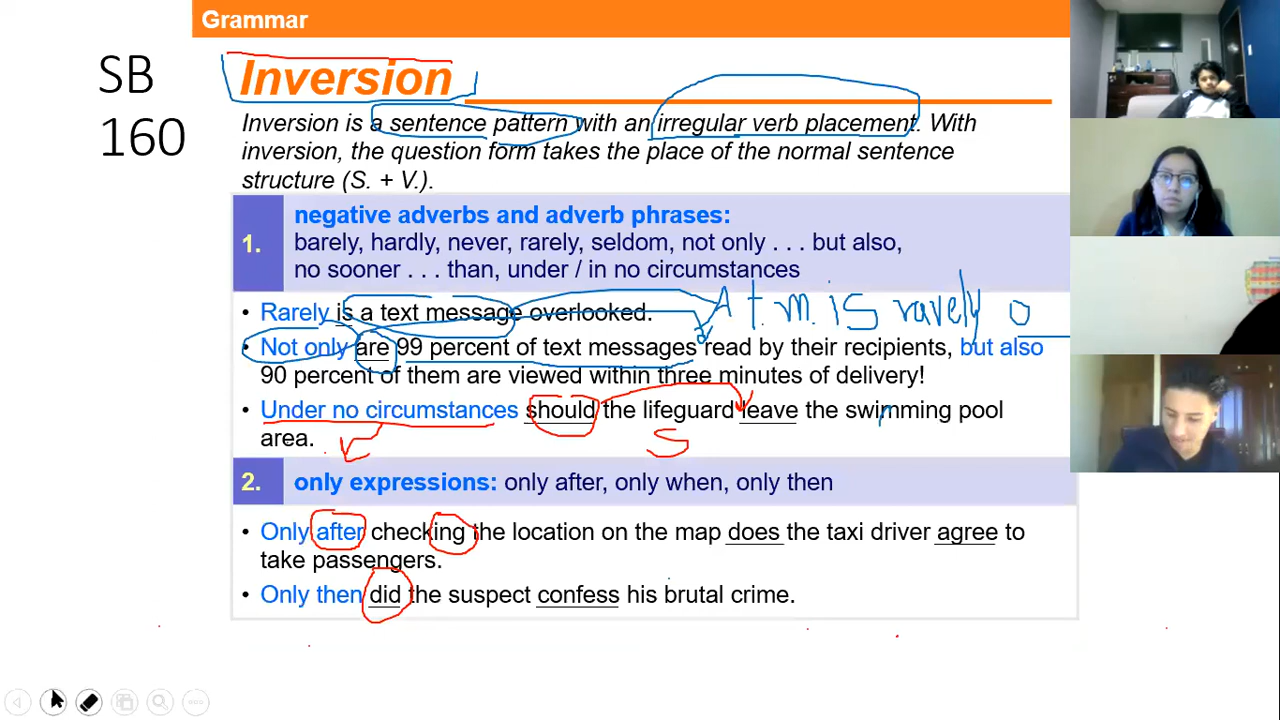 Grammar
SB
160
Inversion
Inversion is a sentence pattern with an irregular verb placement. With
inversion, the question form takes the place of the normal sentence
structure (S. + V.).
1.
negative adverbs and adverb phrases:
barely, hardly, never, rarely, seldom, not only . . . but also,
no sooner . . . than, under / in no circumstances
• Rarely is a text message overlooked. A t.m. is rarely o
• Not only are 99 percent of text messages read by their recipients, but also
90 percent of them are viewed within three minutes of delivery!
• Under no circumstances should the lifeguard leave the swimming pool
area.
S
2. only expressions: only after, only when, only then
• Only after checking the location on the map does the taxi driver agree to
take passengers.
• Only then did the suspect confess his brutal crime.